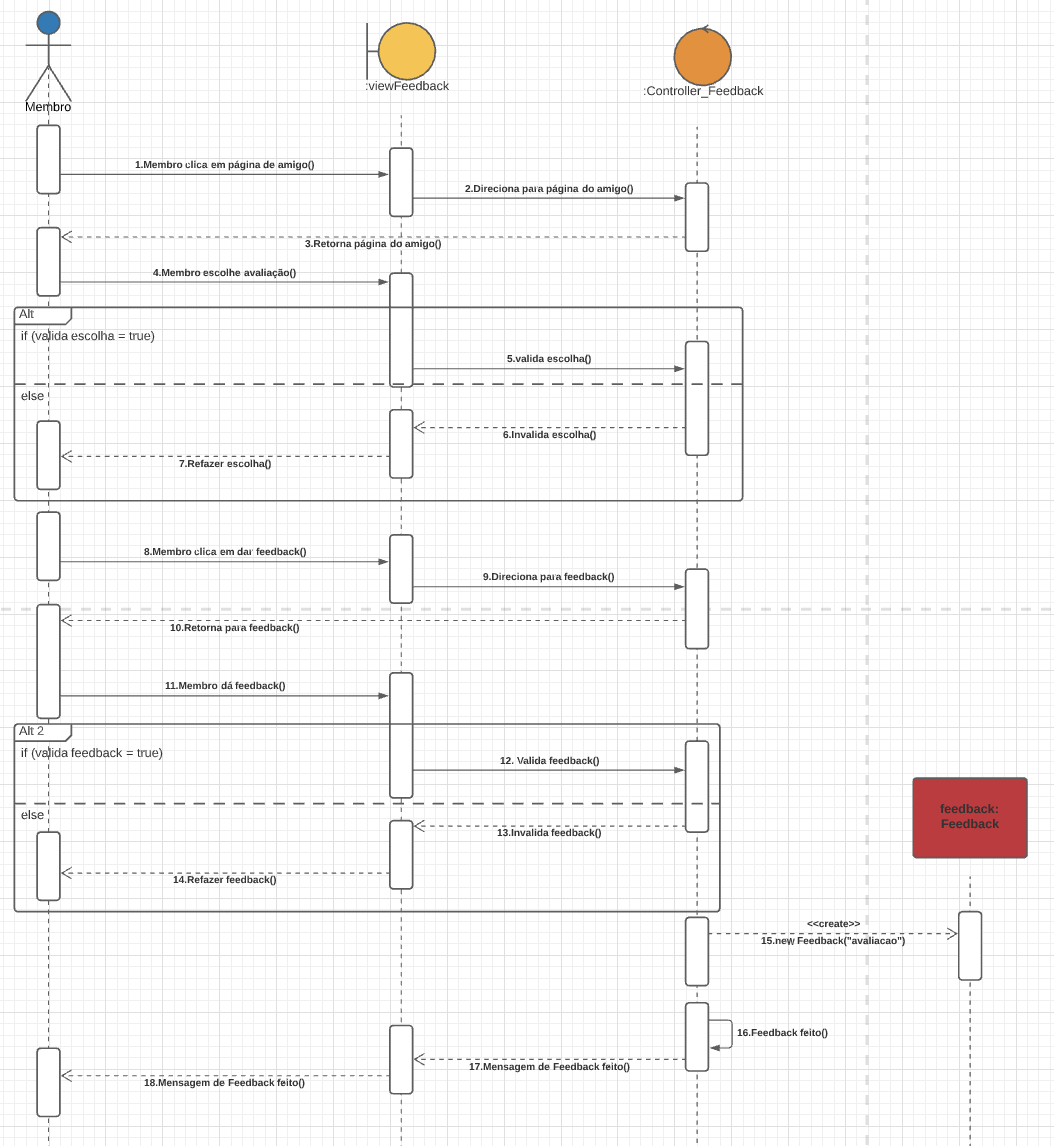 Membro
:viewFeedback
:Controller_Feedback
1.Membro clica em página de amigo()
2.Direciona para página do amigo()
3.Retorna página do amigo()
4.Membro escolhe avaliação()
Alt
if (valida escolha = true)
5.valida escolha()
else
6.Invalida escolha()
7.Refazer escolha()
8.Membro clica em dar feedback()
9.Direciona para feedback()
10.Retorna para feedback()
11.Membro dá feedback()
Alt 2
if (valida feedback = true)
12. Valida feedback()
else
13.Invalida feedback()
14.Refazer feedback()
feedback:
Feedback
<<create>>
15.new Feedback("avaliacao")
16.Feedback feito()
17.Mensagem de Feedback feito()
18.Mensagem de Feedback feito()